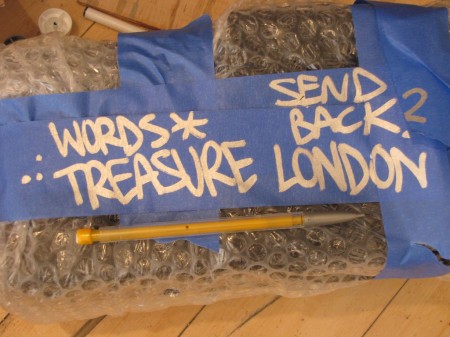 WORDS* SEND
TREASURE BACK. 2
LONDON